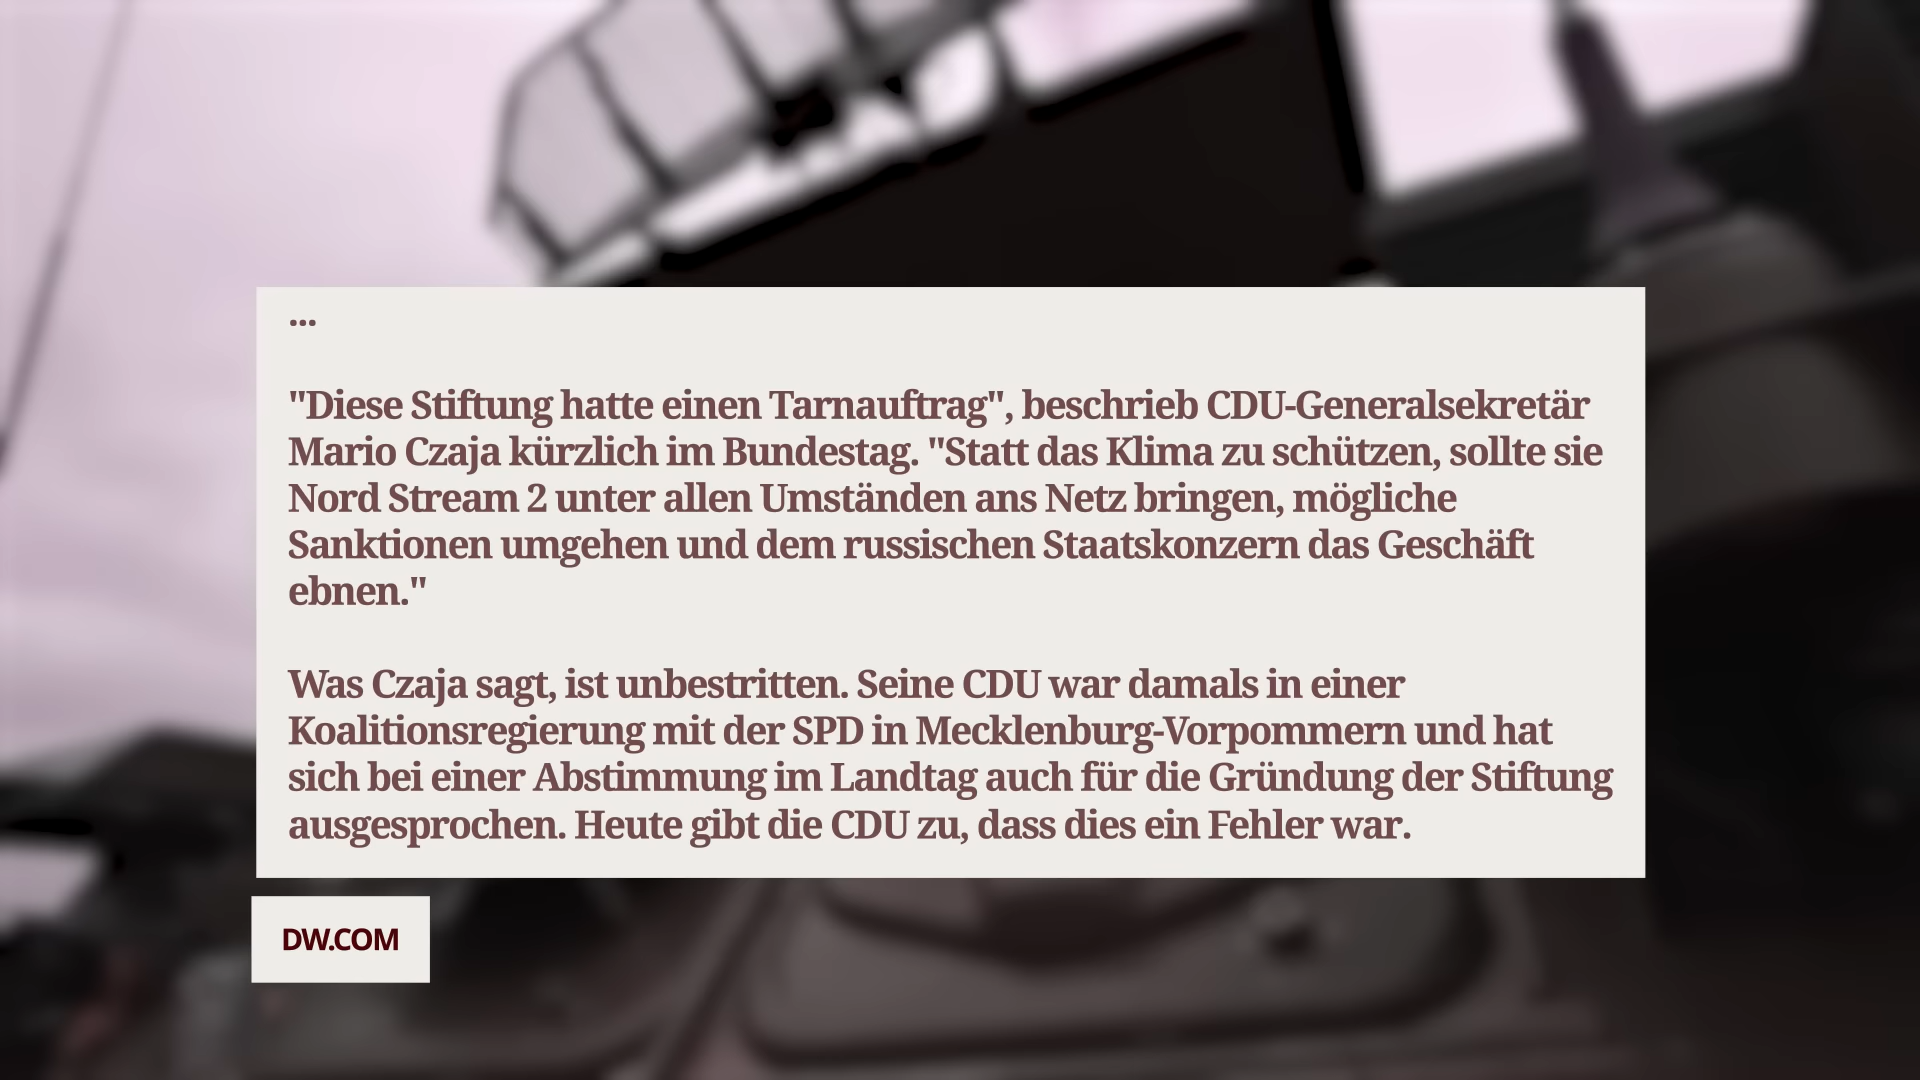 ...
"Diese Stiftung hatte einen Tarnauftrag", beschrieb CDU-Generalsekretär
Mario Czaja kürzlich im Bundestag. "Statt das Klima zu schützen, sollte sie
Nord Stream 2 unter allen Umständen ans Netz bringen, mögliche
Sanktionen umgehen und dem russischen Staatskonzern das Geschäft
ebnen."
Was Czaja sagt, ist unbestritten. Seine CDU war damals in einer
Koalitionsregierung mit der SPD in Mecklenburg-Vorpommern und hat
sich bei einer Abstimmung im Landtag auch für die Gründung der Stiftung
ausgesprochen. Heute gibt die CDU zu, dass dies ein Fehler war.
DW.COM